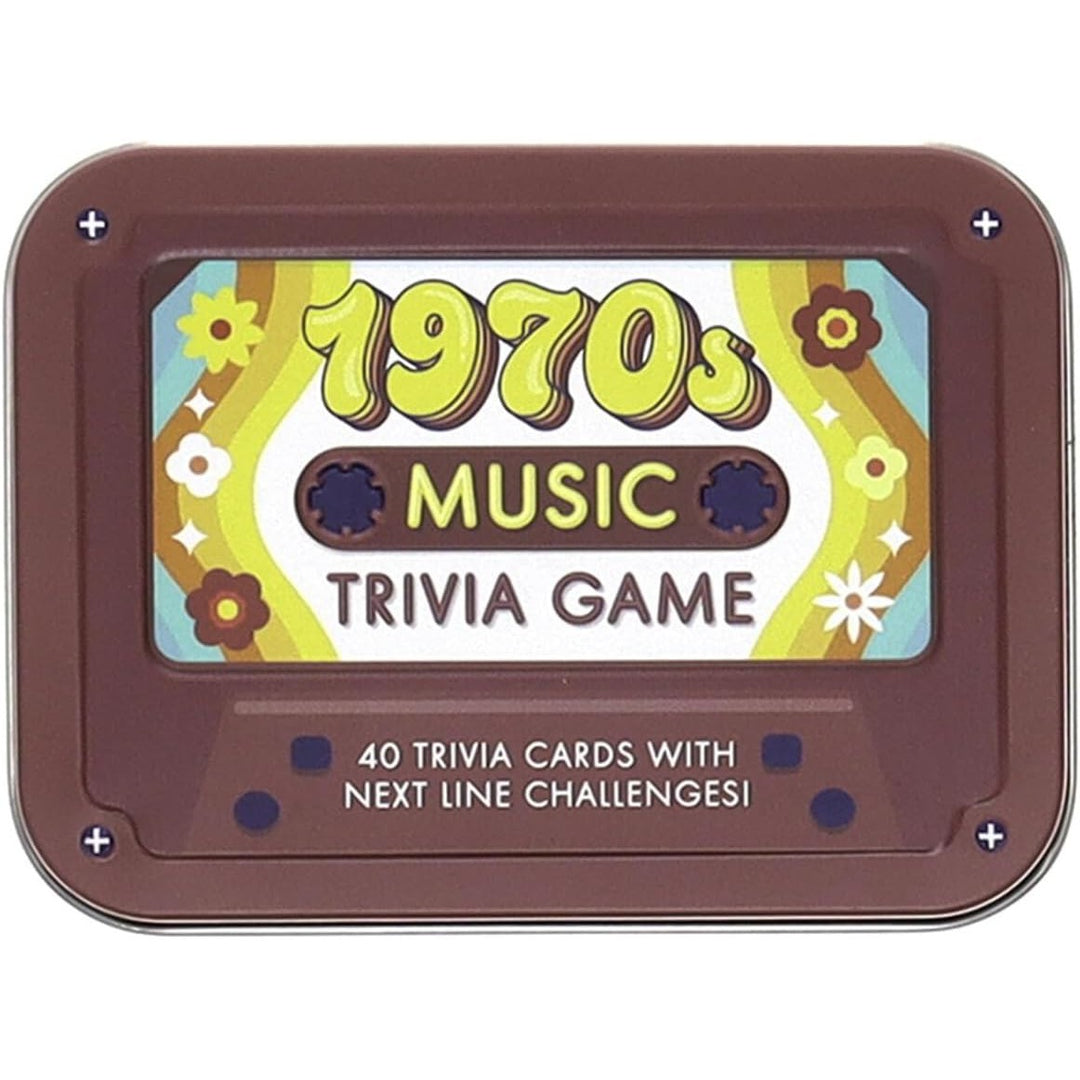 1970s
MUSIC
TRIVIA GAME
40 TRIVIA CARDS WITH
NEXT LINE CHALLENGES!